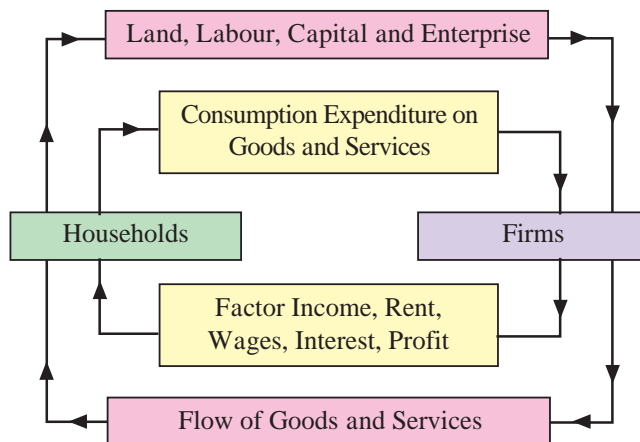 Land, Labour, Capital and Enterprise
Consumption Expenditure on
Goods and Services
Households
Firms
Factor Income, Rent,
Wages, Interest, Profit
Flow of Goods and Services